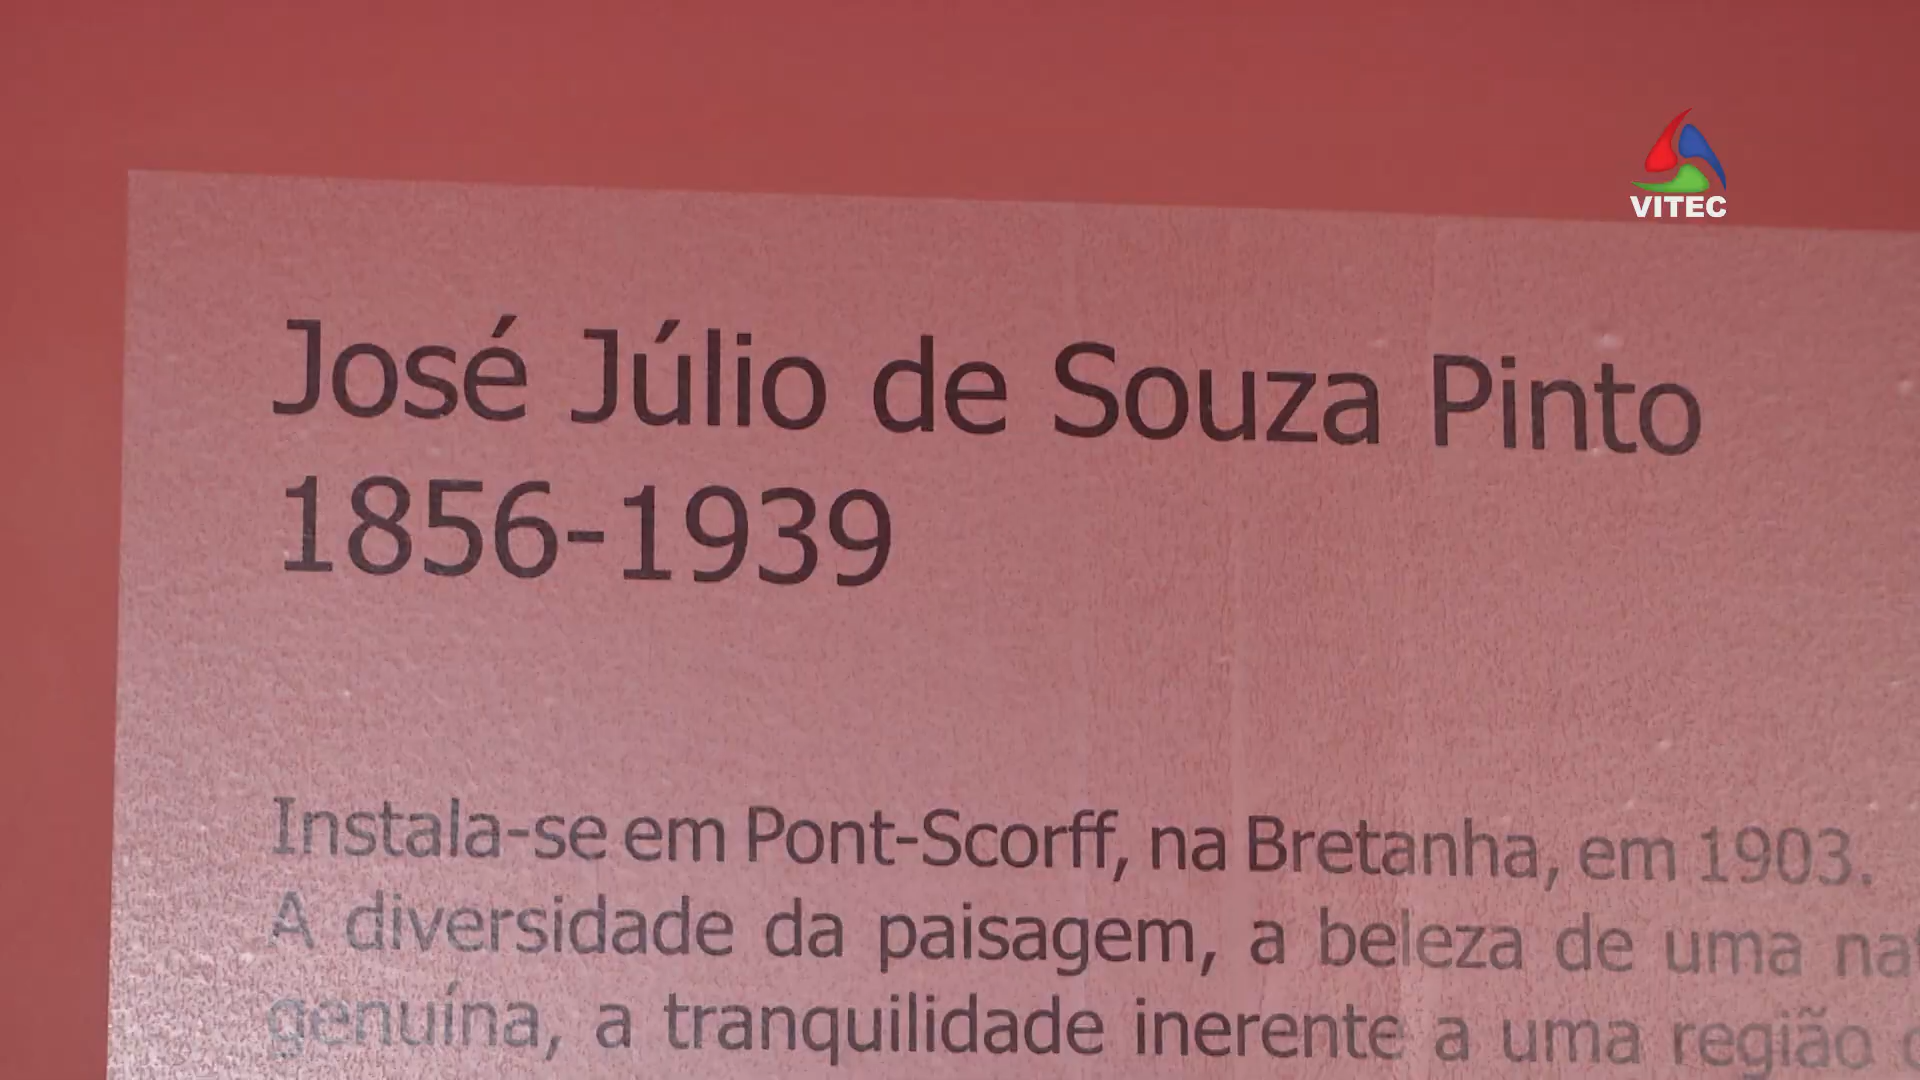 VITEC
José Júlio de Souza Pinto
1856-1939
Instala-se em Pont-Scorff, na Bretanha, em 1903.
A diversidade da paisagem, a beleza de uma
genuína, a tranquilidade inerente a uma região